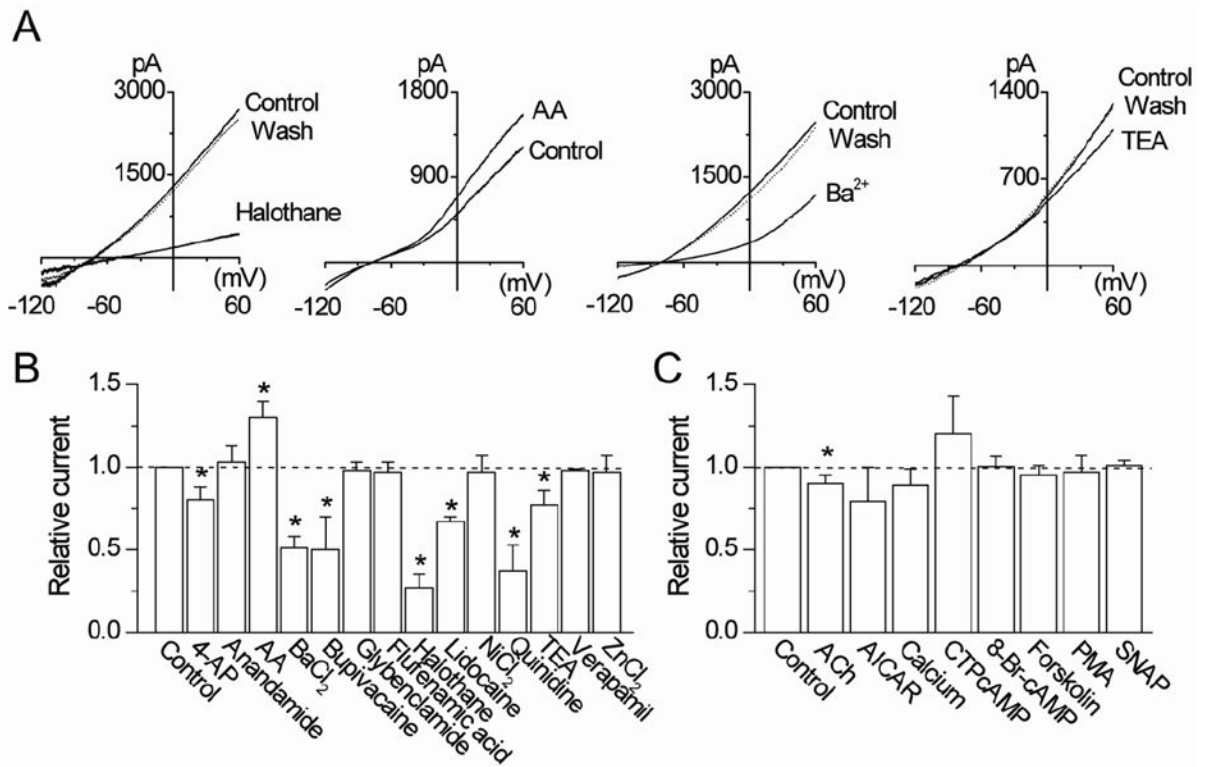 A
pA
3000
1500
Control
Wash
Halothane
(mV)
-120
-60
60
pA
1800
900
AA
Control
(mV)
-120
-60
60
pA
3000
1500
Control
Wash
Ba2+
(mV)
-120
-60
60
pA
1400
700
Control
Wash
TEA
(mV)
-120
-60
60
B
Relative current
1.5
1.0
0.5
0.0
* * * * * * * *
Control
4-AP
Anandamide
AA
BaCl2
Bupivacaine
Glybenclamide
Flufenamic acid
Halothane
Lidocaine
NiCl2
Quinidine
TEA
Verapamil
ZnCl2
C
Relative current
1.5
1.0
0.5
0.0
*
Control
ACh
AICAR
Calcium
CTPcAMP
8-Br-cAMP
Forskolin
PMA
SNAP